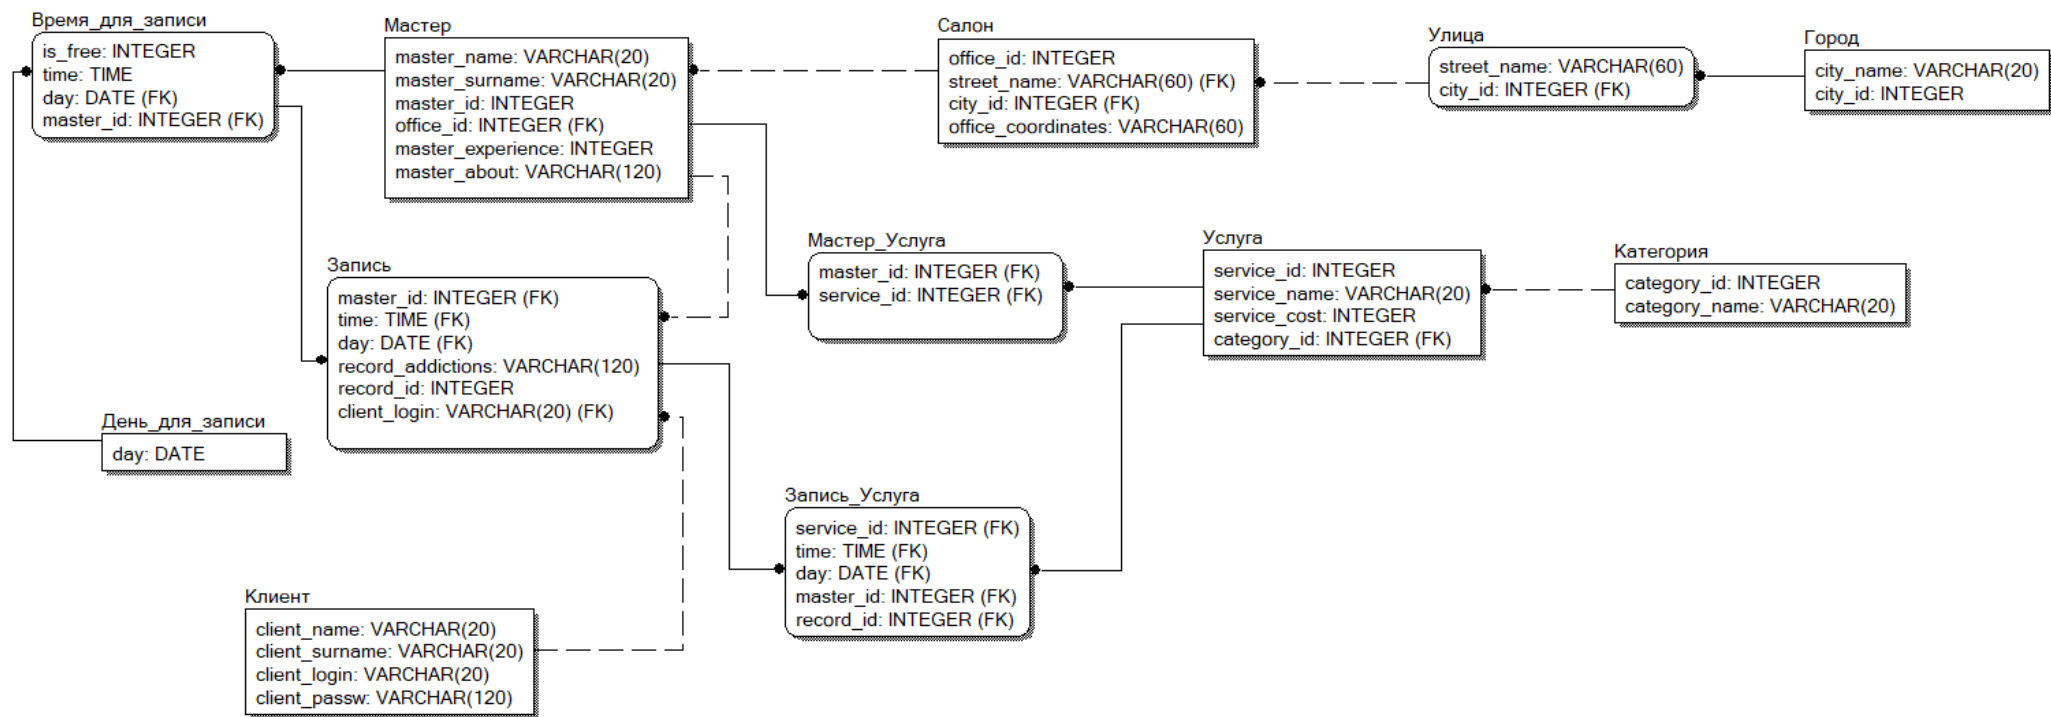 Время_для_записи
is_free: INTEGER
time: TIME
day: DATE (FK)
master_id: INTEGER (FK)
Мастер
master_name: VARCHAR(20)
master_surname: VARCHAR(20)
master_id: INTEGER
office_id: INTEGER (FK)
master_experience: INTEGER
master_about: VARCHAR(120)
Салон
office_id: INTEGER
street_name: VARCHAR(60) (FK)
city_id: INTEGER (FK)
office_coordinates: VARCHAR(60)
Улица
street_name: VARCHAR(60)
city_id: INTEGER (FK)
Город
city_name: VARCHAR(20)
city_id: INTEGER
Запись
master_id: INTEGER (FK)
time: TIME (FK)
day: DATE (FK)
record_addictions: VARCHAR(120)
record_id: INTEGER
client_login: VARCHAR(20) (FK)
Мастер_Услуга
master_id: INTEGER (FK)
service_id: INTEGER (FK)
Услуга
service_id: INTEGER
service_name: VARCHAR(20)
service_cost: INTEGER
category_id: INTEGER (FK)
Категория
category_id: INTEGER
category_name: VARCHAR(20)
День_для_записи
day: DATE
Запись_Услуга
service_id: INTEGER (FK)
time: TIME (FK)
day: DATE (FK)
master_id: INTEGER (FK)
record_id: INTEGER (FK)
Клиент
client_name: VARCHAR(20)
client_surname: VARCHAR(20)
client_login: VARCHAR(20)
client_passw: VARCHAR(120)